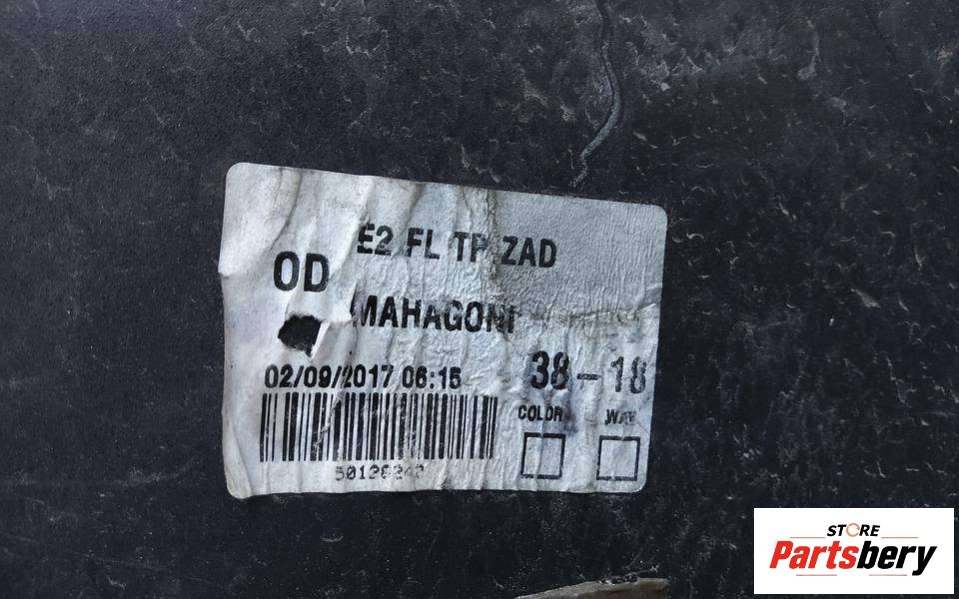 E2 FL TP ZAD
OD
MAHAGONI
02/09/2017 06:15
38-18
COLOR
STORE
Partsbery